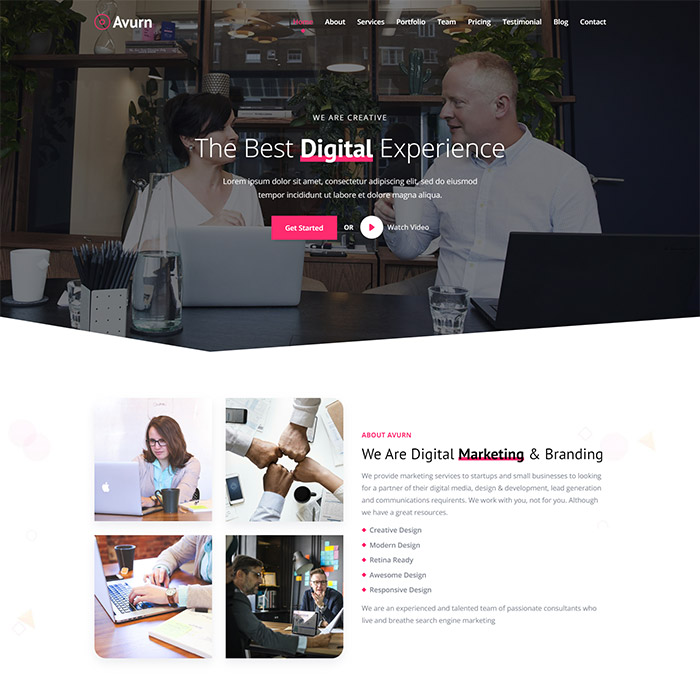 Avurn
Home About Services Portfolio Team Pricing Testimonial Blog Contact
WE ARE CREATIVE
The Best Digital Experience
Lorem ipsum dolor sit amet, consectetur adipiscing elit, sed do eiusmod
tempor incididunt ut labore et dolore magna aliqua.
Get Started OR Watch Video
ABOUT AVURN
We Are Digital Marketing & Branding
We provide marketing services to startups and small businesses to looking
for a partner of their digital media, design & development, lead generation
and communications requirents. We work with you, not for you. Although
we have a great resources.
Creative Design
Modern Design
Retina Ready
Awesome Design
Responsive Design
We are an experienced and talented team of passionate consultants who
live and breathe search engine marketing